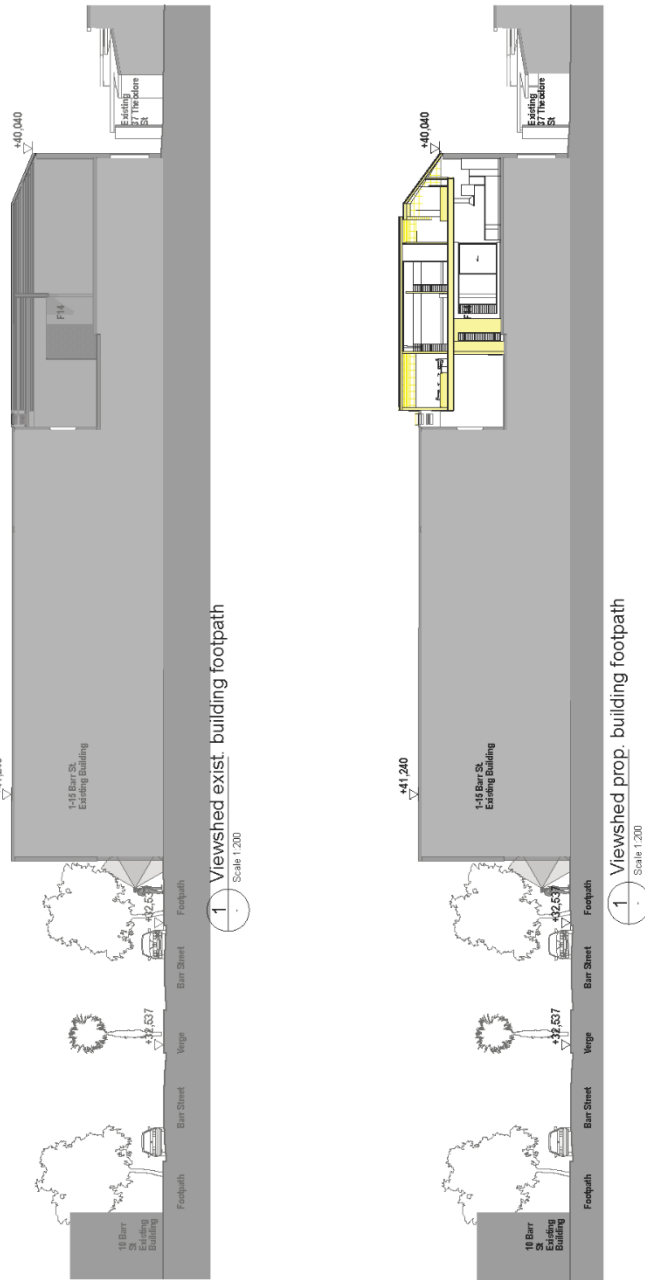 10 Barr
St
Existing
Building
Footpath
Barr Street
Verge
+32,537
Barr Street
Footpath
1-15 Barr St.
Existing Building
F14
+40,040
Existing
37 Theodore
St
1
Viewshed exist. building footpath
Scale 1:200
10 Barr
St
Existing
Building
Footpath
Barr Street
Verge
+32,537
Barr Street
+32,537
Footpath
+41,240
1-15 Barr St.
Existing Building
+40,040
Existing
37 Theodore
St
1
Viewshed prop. building footpath
Scale 1:200